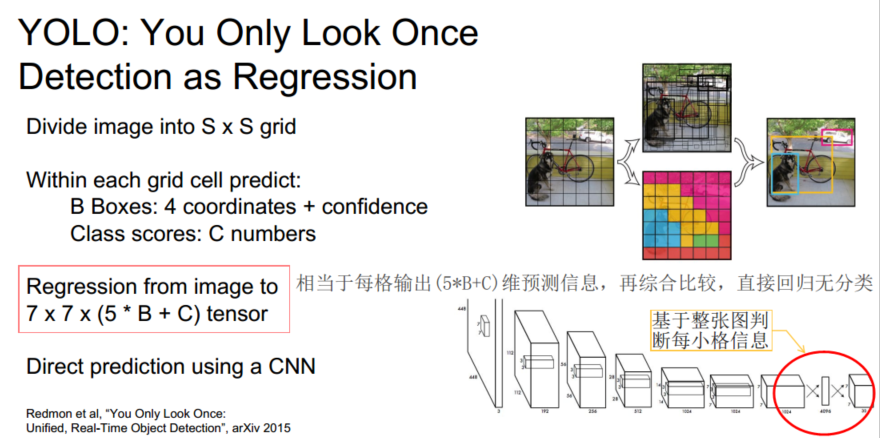 YOLO: You Only Look Once
Detection as Regression
Divide image into S x S grid
Within each grid cell predict:
B Boxes: 4 coordinates + confidence
Class scores: C numbers
Regression from image to
7 x 7 x (5 * B + C) tensor
相当于每格输出(5*B+C)维预测信息，再综合比较，直接回归无分类
基于整张图判
断每小格信息
Direct prediction using a CNN
448
448
3
112
112
192
56
56
256
28
28
512
14
14
1024
7
7
1024
7
7
1024
4096
7
7
Redmon et al, “You Only Look Once:
Unified, Real-Time Object Detection”, arXiv 2015